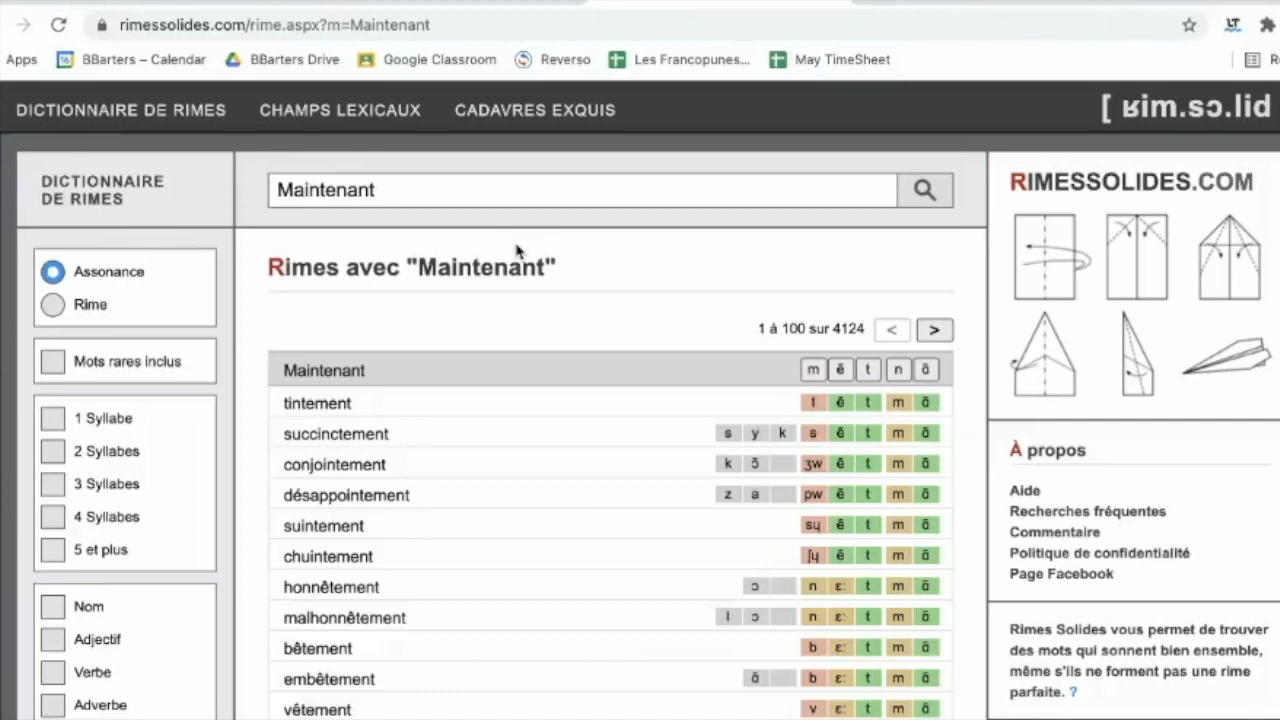 rimessolides.com/rime.aspx?m=Maintenant
Apps BBarters – Calendar BBarters Drive Google Classroom Reverso Les Francopunes... May TimeSheet
DICTIONNAIRE DE RIMES CHAMPS LEXICAUX CADAVRES EXQUIS
[ ʁim.sɔ.lid
DICTIONNAIRE
DE RIMES
Maintenant
Assonance
Rime
Mots rares inclus
1 Syllabe
2 Syllabes
3 Syllabes
4 Syllabes
5 et plus
Nom
Adjectif
Verbe
Adverbe
Rimes avec "Maintenant"
1 à 100 sur 4124 < >
Maintenant m ẽ t n ã
tintement t ẽ t m ã
succinctement s y k s ẽ t m ã
conjointement k ɔ̃ ʒw ẽ t m ã
désappointement z a pw ẽ t m ã
suintement sɥ ẽ t m ã
chuintement ʃɥ ẽ t m ã
honnêtement ɔ n ɛː t m ã
malhonnêtement l ɔ n ɛː t m ã
bêtement b ɛː t m ã
embêtement ã b ɛː t m ã
vêtement v ɛː t m ã
RIMESSOLIDES.COM
À propos
Aide
Recherches fréquentes
Commentaire
Politique de confidentialité
Page Facebook
Rimes Solides vous permet de trouver
des mots qui sonnent bien ensemble,
même s'ils ne forment pas une rime
parfaite. ?